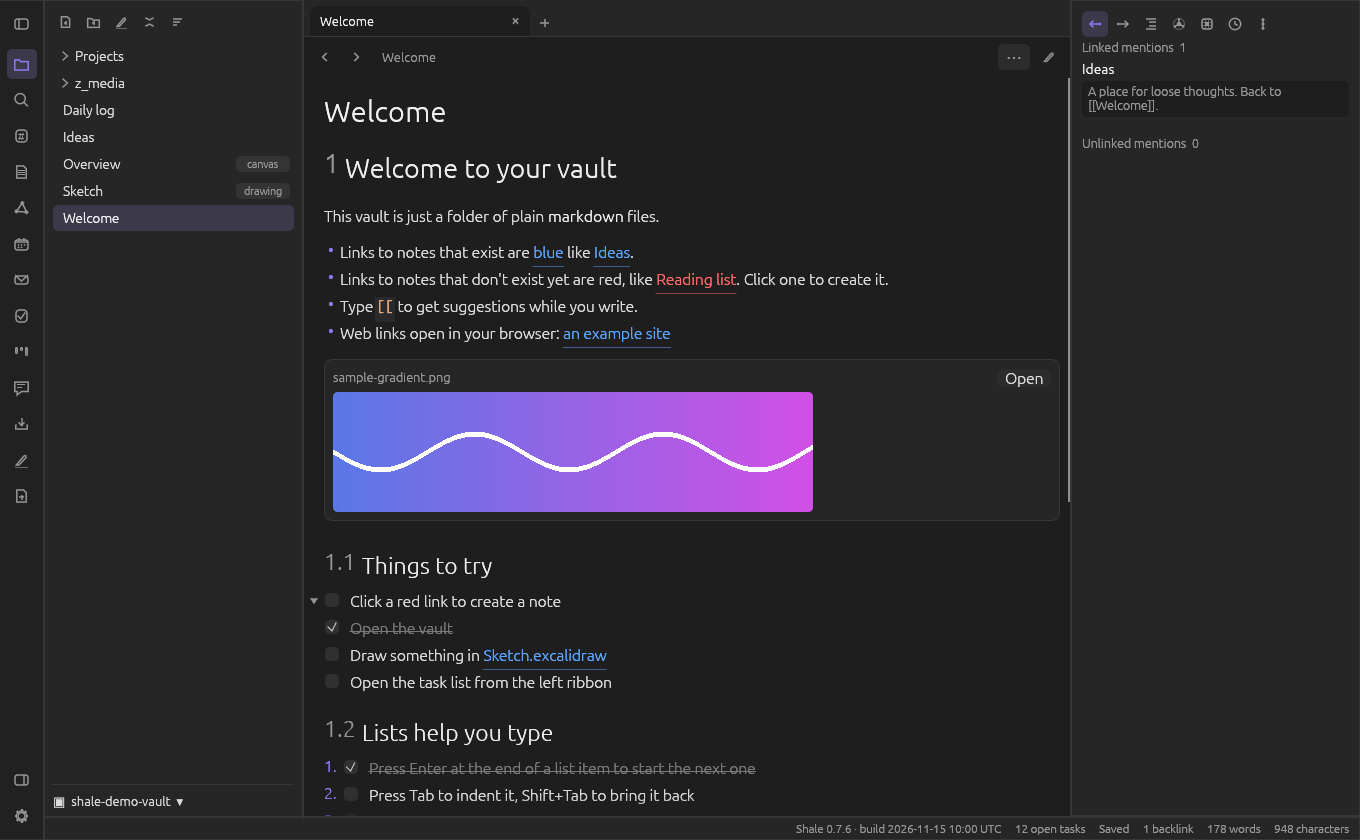 Projects
z_media
Daily log
Ideas
Overview canvas
Sketch drawing
Welcome
shale-demo-vault
Welcome
Welcome
Welcome
1 Welcome to your vault
This vault is just a folder of plain markdown files.
• Links to notes that exist are blue like Ideas.
• Links to notes that don't exist yet are red, like Reading list. Click one to create it.
• Type [[ to get suggestions while you write.
• Web links open in your browser: an example site
sample-gradient.png Open
1.1 Things to try
Click a red link to create a note
Open the vault
Draw something in Sketch.excalidraw
Open the task list from the left ribbon
1.2 Lists help you type
1. Press Enter at the end of a list item to start the next one
2. Press Tab to indent it, Shift+Tab to bring it back
Linked mentions 1
Ideas
A place for loose thoughts. Back to
[[Welcome]].
Unlinked mentions 0
Shale 0.7.6 · build 2026-11-15 10:00 UTC 12 open tasks Saved 1 backlink 178 words 948 characters